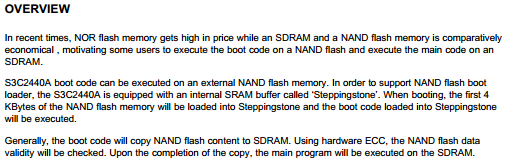 OVERVIEW
In recent times, NOR flash memory gets high in price while an SDRAM and a NAND flash memory is comparatively
economical , motivating some users to execute the boot code on a NAND flash and execute the main code on an
SDRAM.
S3C2440A boot code can be executed on an external NAND flash memory. In order to support NAND flash boot
loader, the S3C2440A is equipped with an internal SRAM buffer called 'Steppingstone'. When booting, the first 4
KBytes of the NAND flash memory will be loaded into Steppingstone and the boot code loaded into Steppingstone
will be executed.
Generally, the boot code will copy NAND flash content to SDRAM. Using hardware ECC, the NAND flash data
validity will be checked. Upon the completion of the copy, the main program will be executed on the SDRAM.